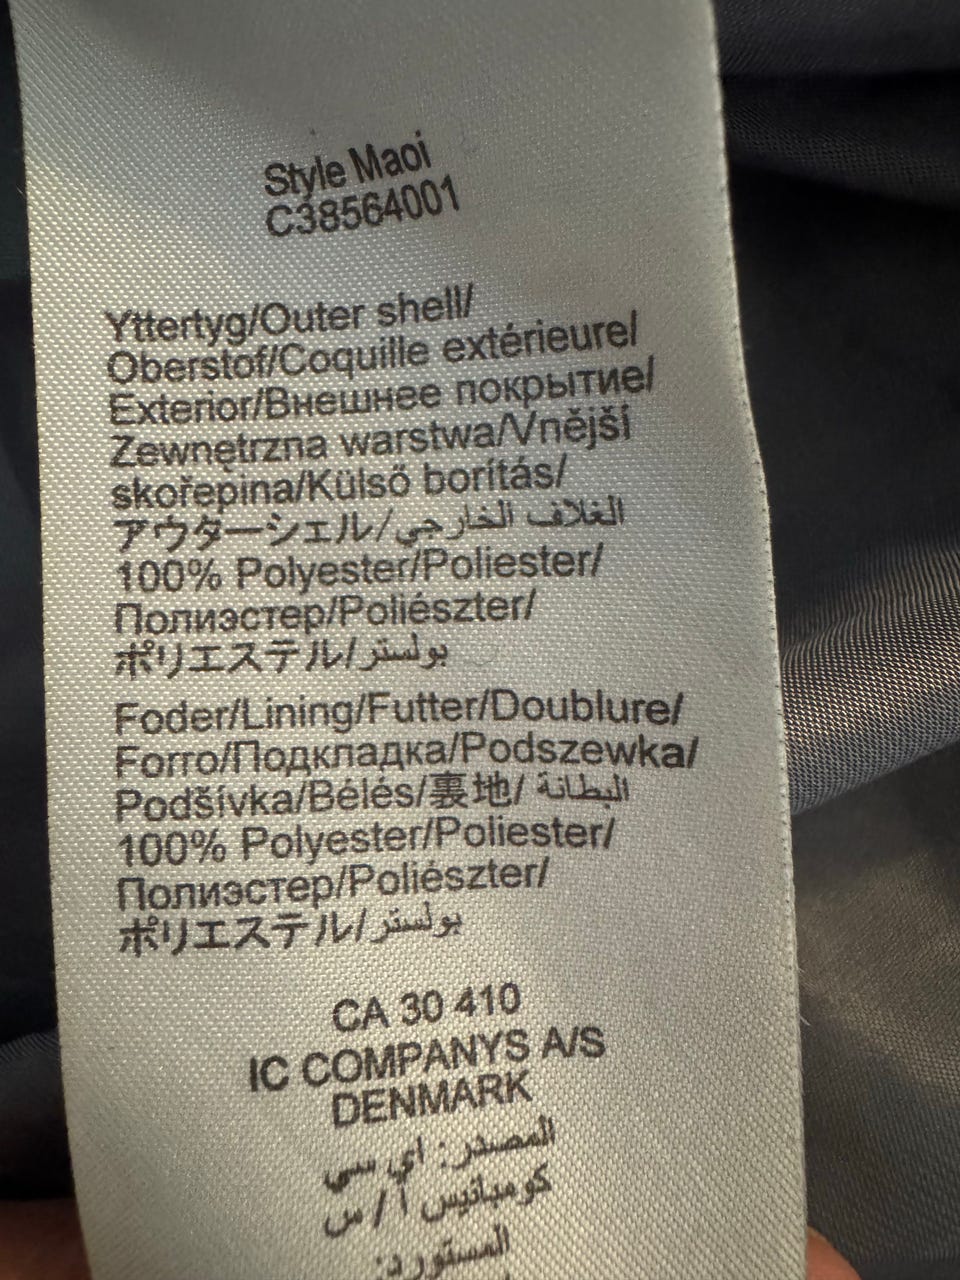 Style Maoi
C38564001
Yttertyg/Outer shell/
Oberstof/Coquille extérieure/
Exterior/Внешнее покрытие/
Zewnętrzna warstwa/Vnější
skořepina/Külső borítás/
アウターシェル/الغلاف الخارجي
100% Polyester/Poliester/
Полиэстер/Poliészter/
ポリエステル/بولستر
Foder/Lining/Futter/Doublure/
Forro/Подкладка/Podszewka/
Podšívka/Bélés/裏地/ البطانة
100% Polyester/Poliester/
Полиэстер/Poliészter/
ポリエステル/بولستر
CA 30 410
IC COMPANYS A/S
DENMARK
المصدر: اي سي
كومبانيس ا / س
المستورد: